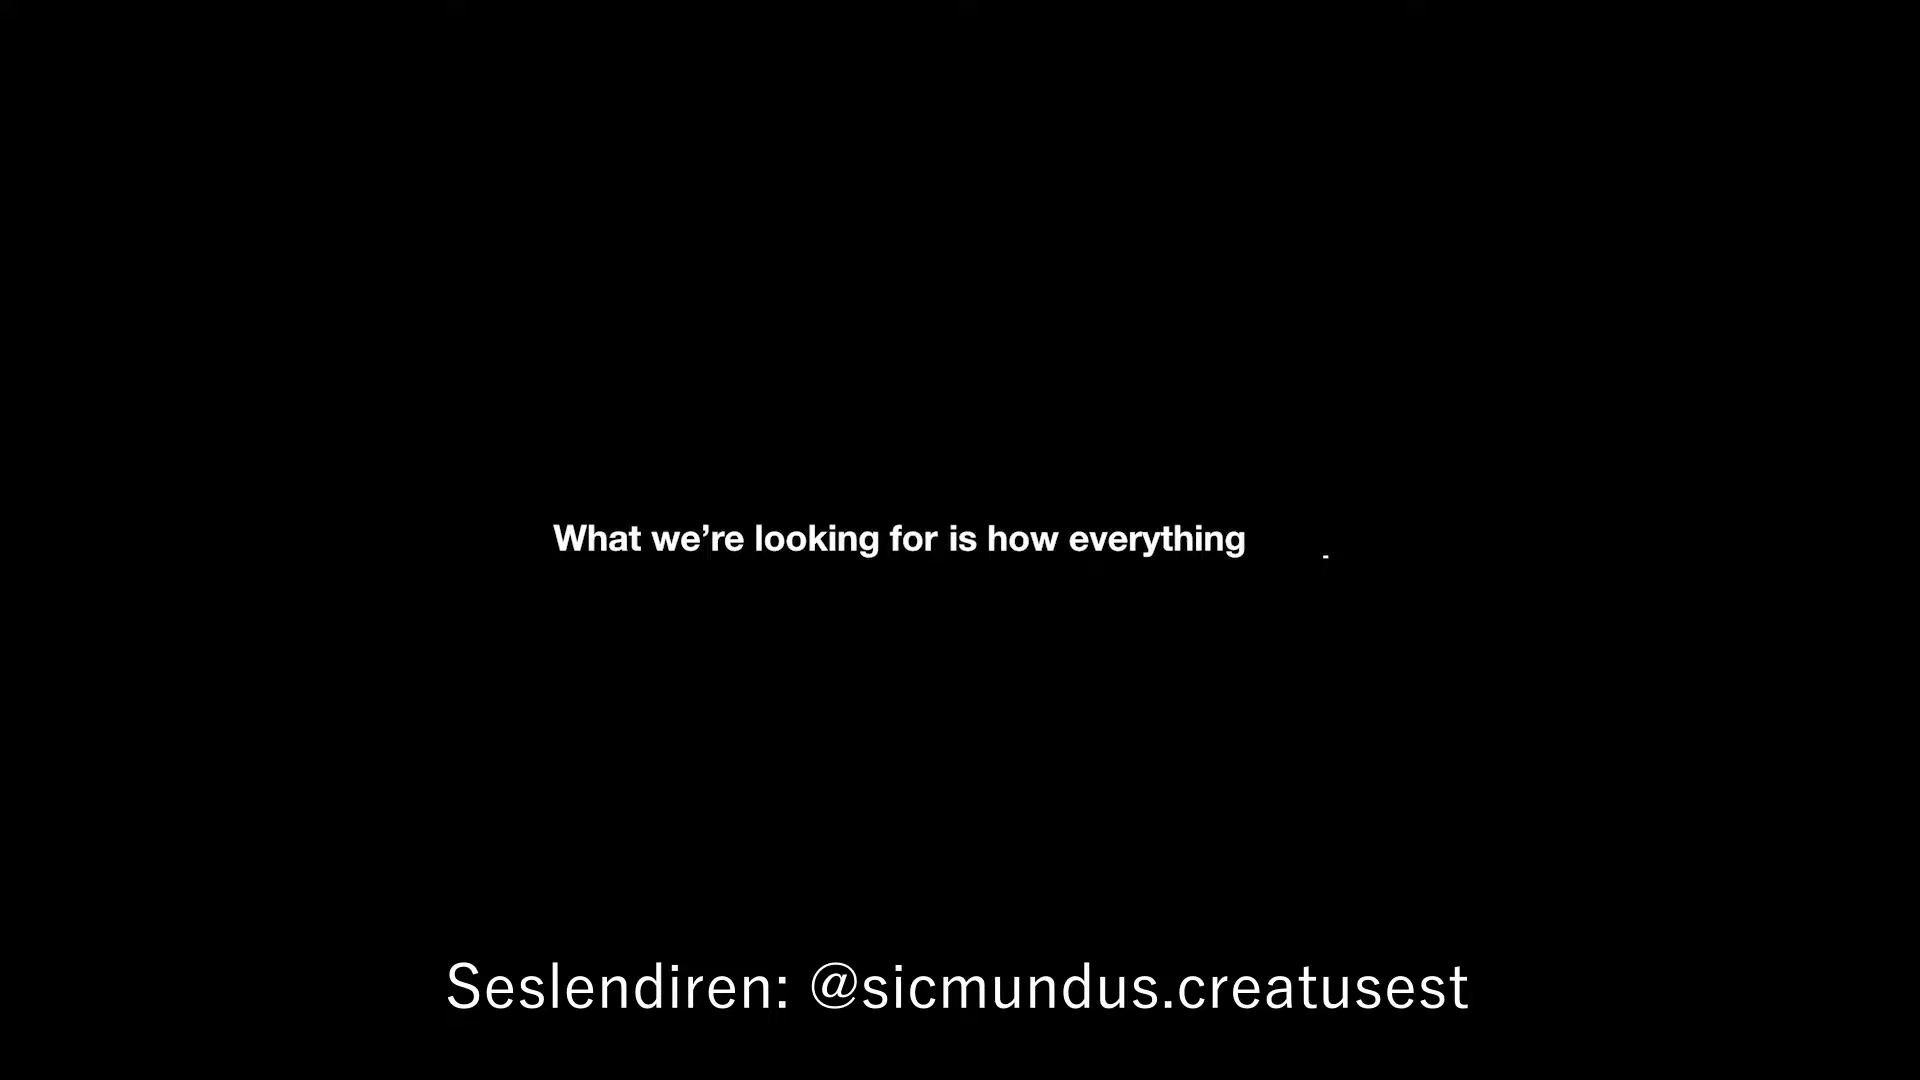 What we’re looking for is how everything
Seslendiren: @sicmundus.creatusest